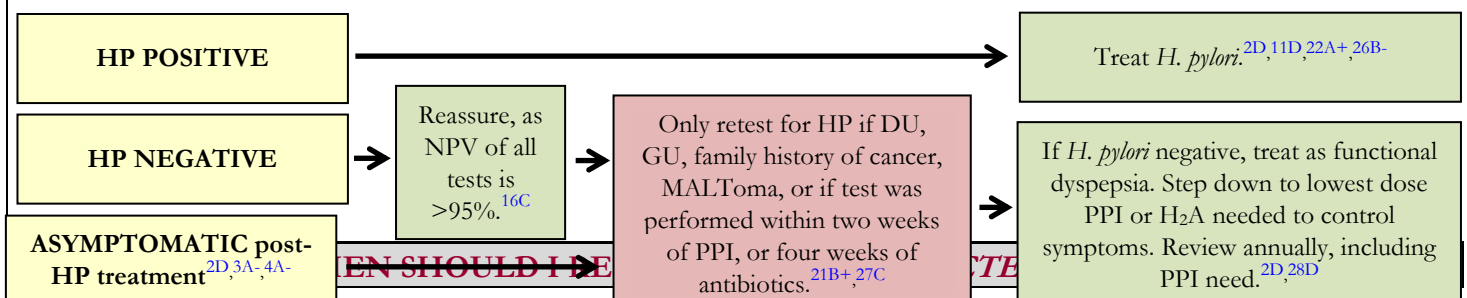 HP POSITIVE
Treat H. pylori.2D,11D,22A+,26B-
HP NEGATIVE
Reassure, as
NPV of all
tests is
>95%.16C
Only retest for HP if DU,
GU, family history of cancer,
MALToma, or if test was
performed within two weeks
of PPI, or four weeks of
antibiotics.21B+,27C
If H. pylori negative, treat as functional
dyspepsia. Step down to lowest dose
PPI or H2A needed to control
symptoms. Review annually, including
PPI need.2D,28D
ASYMPTOMATIC post-
HP treatment2D,3A-,4A-
SHOULD I